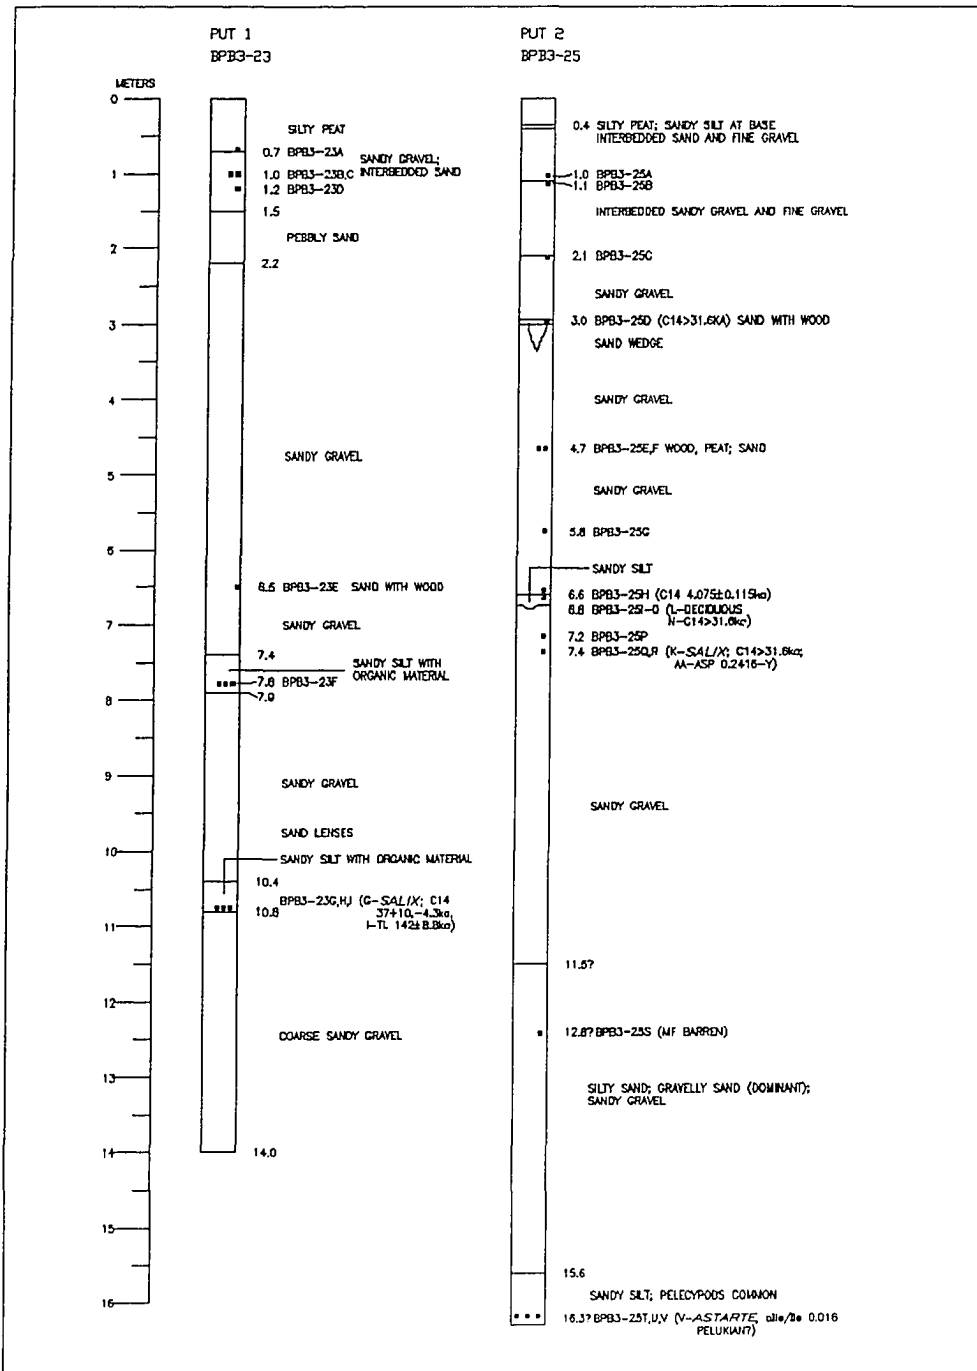 PUT 1
BPB3-23
PUT 2
BPB3-25
METERS
0
1
2
3
4
5
6
7
8
9
10
11
12
13
14
15
16
SILTY PEAT
0.7 BPB3-23A
SANDY GRAVEL;
INTERBEDDED SAND
1.0 BPB3-23B,C
1.2 BPB3-23D
1.5
PEBBLY SAND
2.2
SANDY GRAVEL
6.5 BPB3-23E SAND WITH WOOD
SANDY GRAVEL
7.4
SANDY SILT WITH
ORGANIC MATERIAL
7.8 BPB3-23F
7.9
SANDY GRAVEL
SAND LENSES
SANDY SILT WITH ORGANIC MATERIAL
10.4
BPB3-23G,H,I (G-SALIX; C14
10.8
37+10,-4.3ka,
I-TL 142±8.8ka)
COARSE SANDY GRAVEL
14.0
0.4 SILTY PEAT; SANDY SILT AT BASE
INTERBEDDED SAND AND FINE GRAVEL
1.0 BPB3-25A
1.1 BPB3-25B
INTERBEDDED SANDY GRAVEL AND FINE GRAVEL
2.1 BPB3-25C
SANDY GRAVEL
3.0 BPB3-25D (C14>31.6KA) SAND WITH WOOD
SAND WEDGE
SANDY GRAVEL
4.7 BPB3-25E,F WOOD, PEAT; SAND
SANDY GRAVEL
5.8 BPB3-25G
SANDY SILT
6.6 BPB3-25H (C14 4.075±0.115ka)
6.8 BPB3-25I-O (L-DECIDUOUS
N-C14>31.6ka)
7.2 BPB3-25P
7.4 BPB3-25Q,R (K-SALIX; C14>31.6ka;
AA-ASP 0.2416-Y)
SANDY GRAVEL
11.5?
12.8? BPB3-25S (MF BARREN)
SILTY SAND; GRAVELLY SAND (DOMINANT);
SANDY GRAVEL
15.6
SANDY SILT; PELECYPODS COMMON
16.3? BPB3-25T,U,V (V-ASTARTE, alle/Ile 0.016
PELUKIAN?)